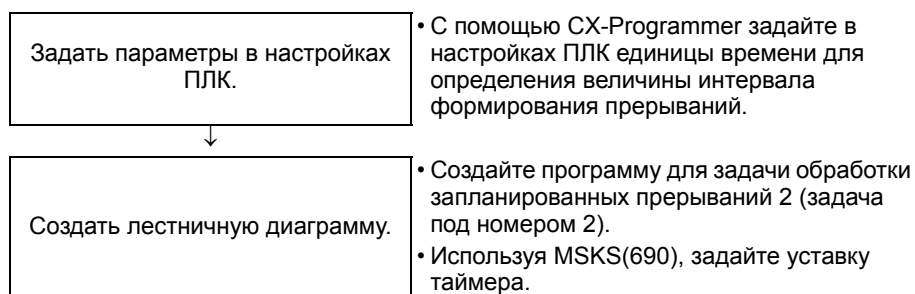 Задать параметры в настройках
ПЛК.
• С помощью CX-Programmer задайте в
настройках ПЛК единицы времени для
определения величины интервала
формирования прерываний.
↓
Создать лестничную диаграмму.
• Создайте программу для задачи обработки
запланированных прерываний 2 (задача
под номером 2).
• Используя MSKS(690), задайте уставку
таймера.